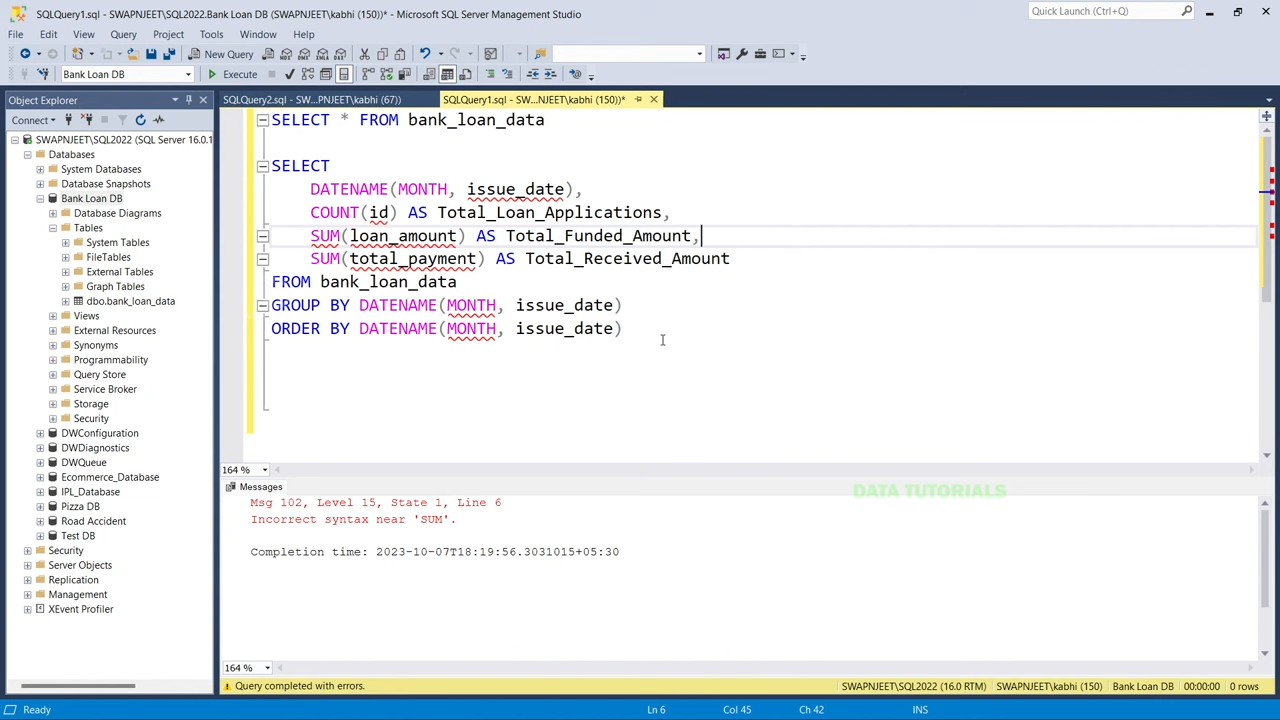 SQLQuery1.sql - SWAPNJEET\SQL2022.Bank Loan DB (SWAPNJEET\kabhi (150))* - Microsoft SQL Server Management Studio
Quick Launch (Ctrl+Q)
File Edit View Query Project Tools Window Help
New Query
MDX DMX XMLA DAX
Bank Loan DB
Execute
Object Explorer
SQLQuery2.sql - SW...PNJEET\kabhi (67))
SQLQuery1.sql - SW...NJEET\kabhi (150))*
Connect
SWAPNJEET\SQL2022 (SQL Server 16.0.1
Databases
System Databases
Database Snapshots
Bank Loan DB
Database Diagrams
Tables
System Tables
FileTables
External Tables
Graph Tables
dbo.bank_loan_data
Views
External Resources
Synonyms
Programmability
Query Store
Service Broker
Storage
Security
DWConfiguration
DWDiagnostics
DWQueue
Ecommerce_Database
IPL_Database
Pizza DB
Road Accident
Test DB
Security
Server Objects
Replication
Management
XEvent Profiler
SELECT * FROM bank_loan_data
SELECT
DATENAME(MONTH, issue_date),
COUNT(id) AS Total_Loan_Applications,
SUM(loan_amount) AS Total_Funded_Amount,
SUM(total_payment) AS Total_Received_Amount
FROM bank_loan_data
GROUP BY DATENAME(MONTH, issue_date)
ORDER BY DATENAME(MONTH, issue_date)
164 %
Messages
DATA TUTORIALS
Msg 102, Level 15, State 1, Line 6
Incorrect syntax near 'SUM'.
Completion time: 2023-10-07T18:19:56.3031015+05:30
164 %
Query completed with errors.
SWAPNJEET\SQL2022 (16.0 RTM) SWAPNJEET\kabhi (150) Bank Loan DB 00:00:00 0 rows
Ready
Ln 6 Col 45 Ch 42 INS